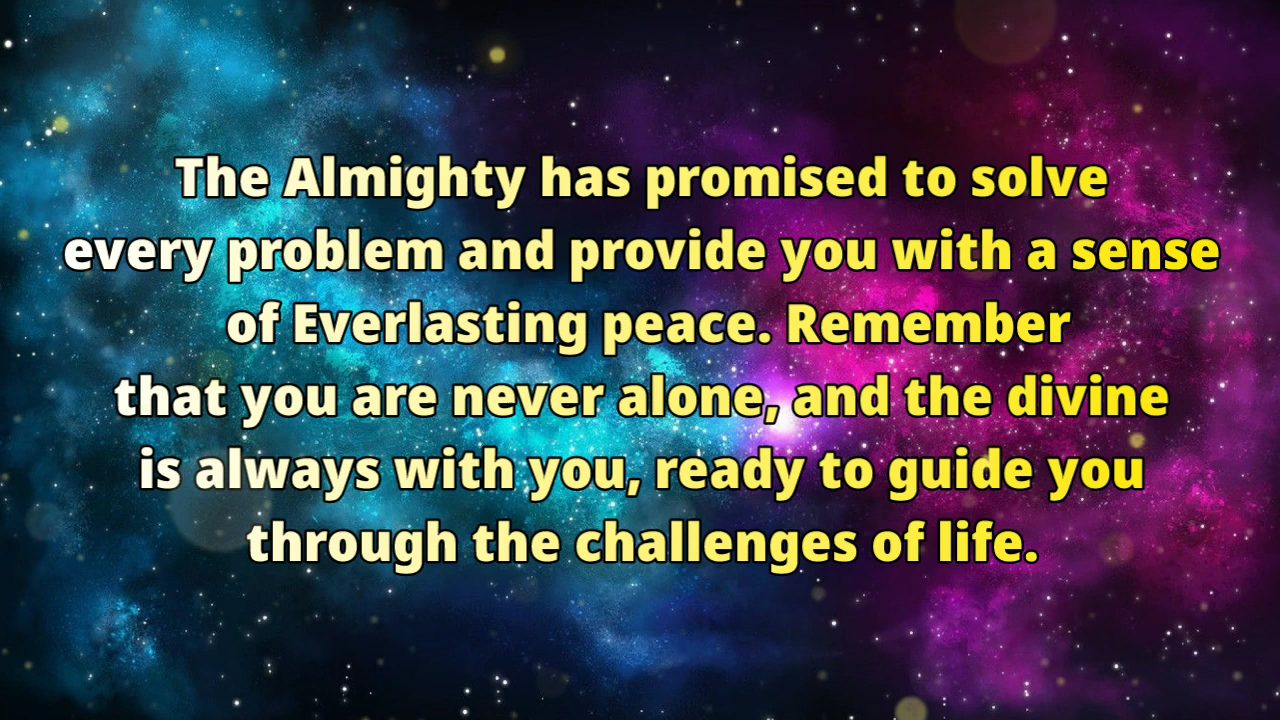 The Almighty has promised to solve
every problem and provide you with a sense
of Everlasting peace. Remember
that you are never alone, and the divine
is always with you, ready to guide you
through the challenges of life.